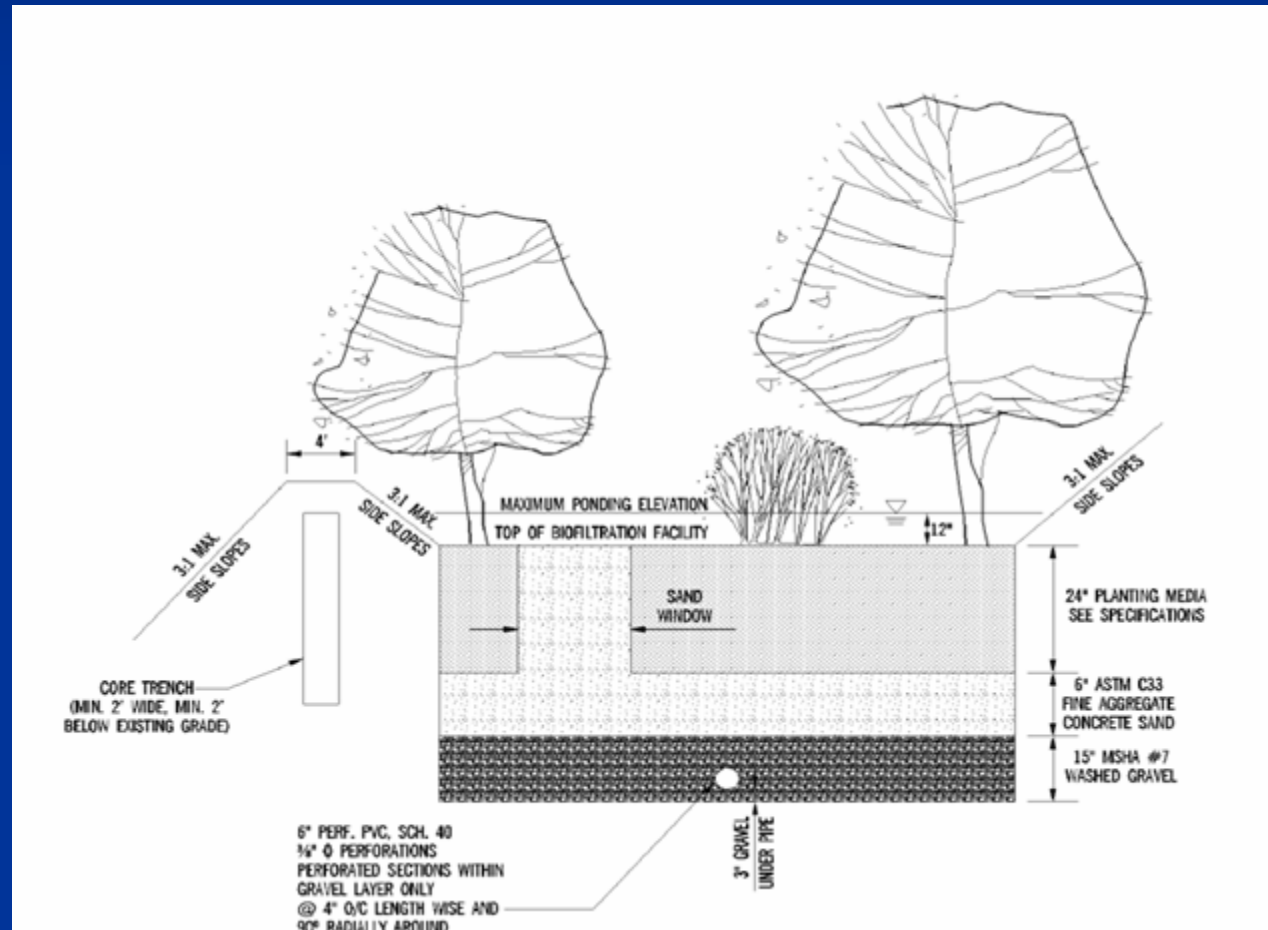 4'
3:1 MAX.
SIDE SLOPES
3:1 MAX.
SIDE SLOPES
MAXIMUM PONDING ELEVATION
TOP OF BIOFILTRATION FACILITY
12"
3:1 MAX.
SIDE SLOPES
SAND
WINDOW
24" PLANTING MEDIA
SEE SPECIFICATIONS
CORE TRENCH
(MIN. 2' WIDE, MIN. 2'
BELOW EXISTING GRADE)
6" ASTM C33
FINE AGGREGATE
CONCRETE SAND
15" MSHA #7
WASHED GRAVEL
3" GRAVEL
UNDER PIPE
6" PERF. PVC, SCH. 40
PERFORATIONS
PERFORATED SECTIONS WITHIN
GRAVEL LAYER ONLY
@ 4" O/C LENGTH WISE AND
90° RADIALLY AROUND